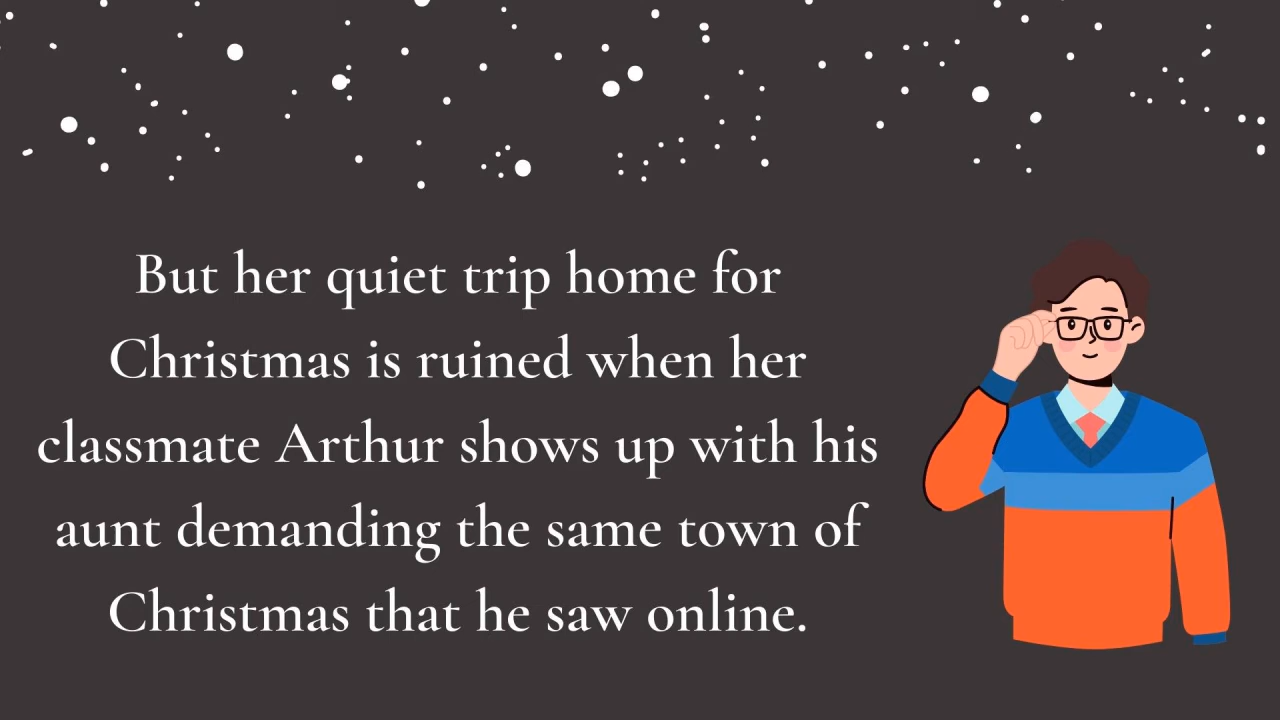 But her quiet trip home for
Christmas is ruined when her
classmate Arthur shows up with his
aunt demanding the same town of
Christmas that he saw online.